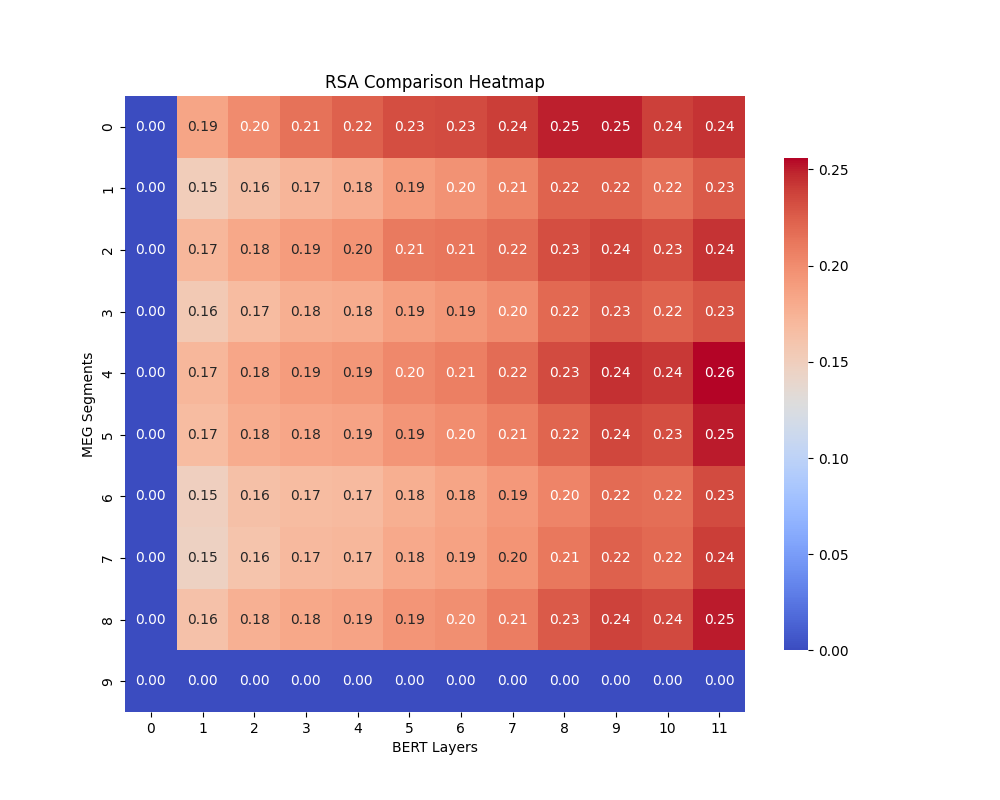 RSA Comparison Heatmap
0 0.00 0.19 0.20 0.21 0.22 0.23 0.23 0.24 0.25 0.25 0.24 0.24
1 0.00 0.15 0.16 0.17 0.18 0.19 0.20 0.21 0.22 0.22 0.22 0.23
2 0.00 0.17 0.18 0.19 0.20 0.21 0.21 0.22 0.23 0.24 0.23 0.24
3 0.00 0.16 0.17 0.18 0.18 0.19 0.19 0.20 0.22 0.23 0.22 0.23
4 0.00 0.17 0.18 0.19 0.19 0.20 0.21 0.22 0.23 0.24 0.24 0.26
5 0.00 0.17 0.18 0.18 0.19 0.19 0.20 0.21 0.22 0.24 0.23 0.25
6 0.00 0.15 0.16 0.17 0.17 0.18 0.18 0.19 0.20 0.22 0.22 0.23
7 0.00 0.15 0.16 0.17 0.17 0.18 0.19 0.20 0.21 0.22 0.22 0.24
8 0.00 0.16 0.18 0.18 0.19 0.19 0.20 0.21 0.23 0.24 0.24 0.25
9 0.00 0.00 0.00 0.00 0.00 0.00 0.00 0.00 0.00 0.00 0.00 0.00
0 1 2 3 4 5 6 7 8 9 10 11
BERT Layers
MEG Segments
0.25
0.20
0.15
0.10
0.05
0.00